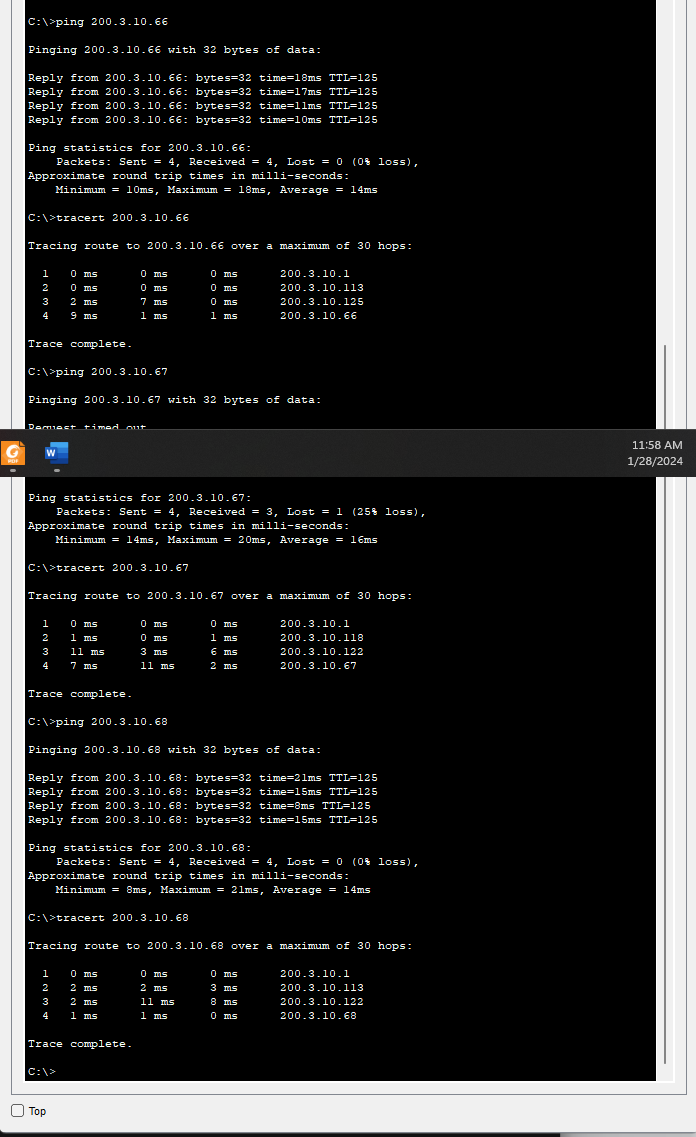 C:\>ping 200.3.10.66
Pinging 200.3.10.66 with 32 bytes of data:
Reply from 200.3.10.66: bytes=32 time=18ms TTL=125
Reply from 200.3.10.66: bytes=32 time=17ms TTL=125
Reply from 200.3.10.66: bytes=32 time=11ms TTL=125
Reply from 200.3.10.66: bytes=32 time=10ms TTL=125
Ping statistics for 200.3.10.66:
Packets: Sent = 4, Received = 4, Lost = 0 (0% loss),
Approximate round trip times in milli-seconds:
Minimum = 10ms, Maximum = 18ms, Average = 14ms
C:\>tracert 200.3.10.66
Tracing route to 200.3.10.66 over a maximum of 30 hops:
1 0 ms 0 ms 0 ms 200.3.10.1
2 0 ms 0 ms 0 ms 200.3.10.113
3 2 ms 7 ms 0 ms 200.3.10.125
4 9 ms 1 ms 1 ms 200.3.10.66
Trace complete.
C:\>ping 200.3.10.67
Pinging 200.3.10.67 with 32 bytes of data:
Request timed out
PDF
W
11:58 AM
1/28/2024
Ping statistics for 200.3.10.67:
Packets: Sent = 4, Received = 3, Lost = 1 (25% loss),
Approximate round trip times in milli-seconds:
Minimum = 14ms, Maximum = 20ms, Average = 16ms
C:\>tracert 200.3.10.67
Tracing route to 200.3.10.67 over a maximum of 30 hops:
1 0 ms 0 ms 0 ms 200.3.10.1
2 1 ms 0 ms 1 ms 200.3.10.118
3 11 ms 3 ms 6 ms 200.3.10.122
4 7 ms 11 ms 2 ms 200.3.10.67
Trace complete.
C:\>ping 200.3.10.68
Pinging 200.3.10.68 with 32 bytes of data:
Reply from 200.3.10.68: bytes=32 time=21ms TTL=125
Reply from 200.3.10.68: bytes=32 time=15ms TTL=125
Reply from 200.3.10.68: bytes=32 time=8ms TTL=125
Reply from 200.3.10.68: bytes=32 time=15ms TTL=125
Ping statistics for 200.3.10.68:
Packets: Sent = 4, Received = 4, Lost = 0 (0% loss),
Approximate round trip times in milli-seconds:
Minimum = 8ms, Maximum = 21ms, Average = 14ms
C:\>tracert 200.3.10.68
Tracing route to 200.3.10.68 over a maximum of 30 hops:
1 0 ms 0 ms 0 ms 200.3.10.1
2 2 ms 2 ms 3 ms 200.3.10.113
3 2 ms 11 ms 8 ms 200.3.10.122
4 1 ms 1 ms 0 ms 200.3.10.68
Trace complete.
C:\>
Top